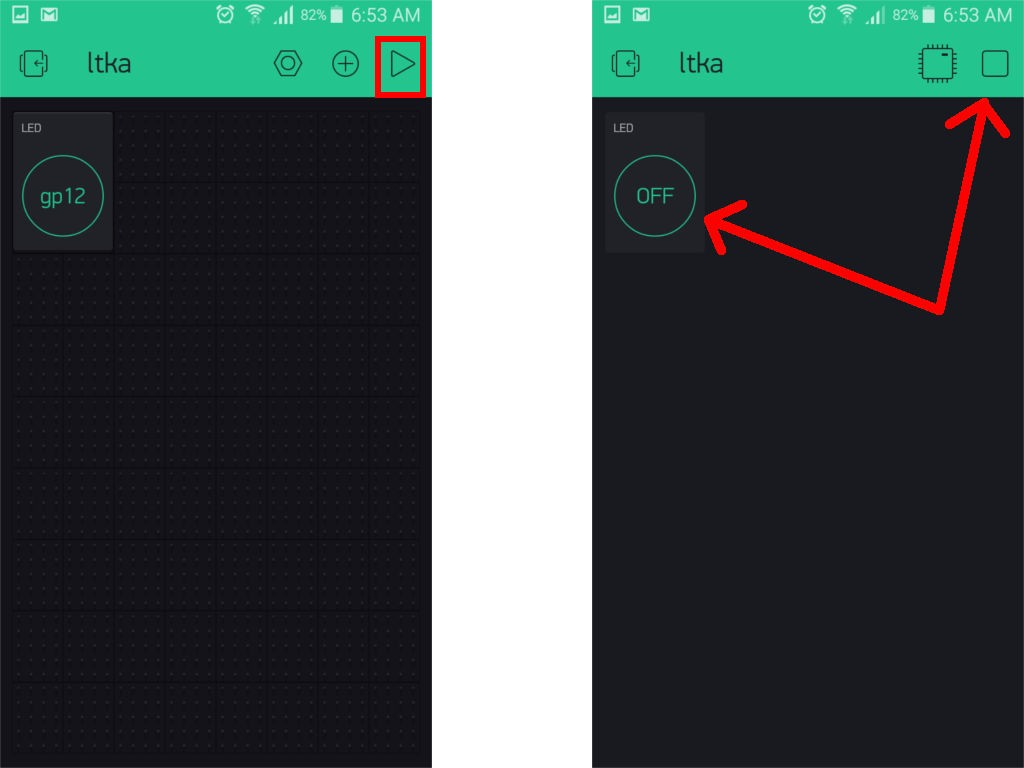 82% 6:53 AM
ltka
LED
gp12
82% 6:53 AM
ltka
LED
OFF